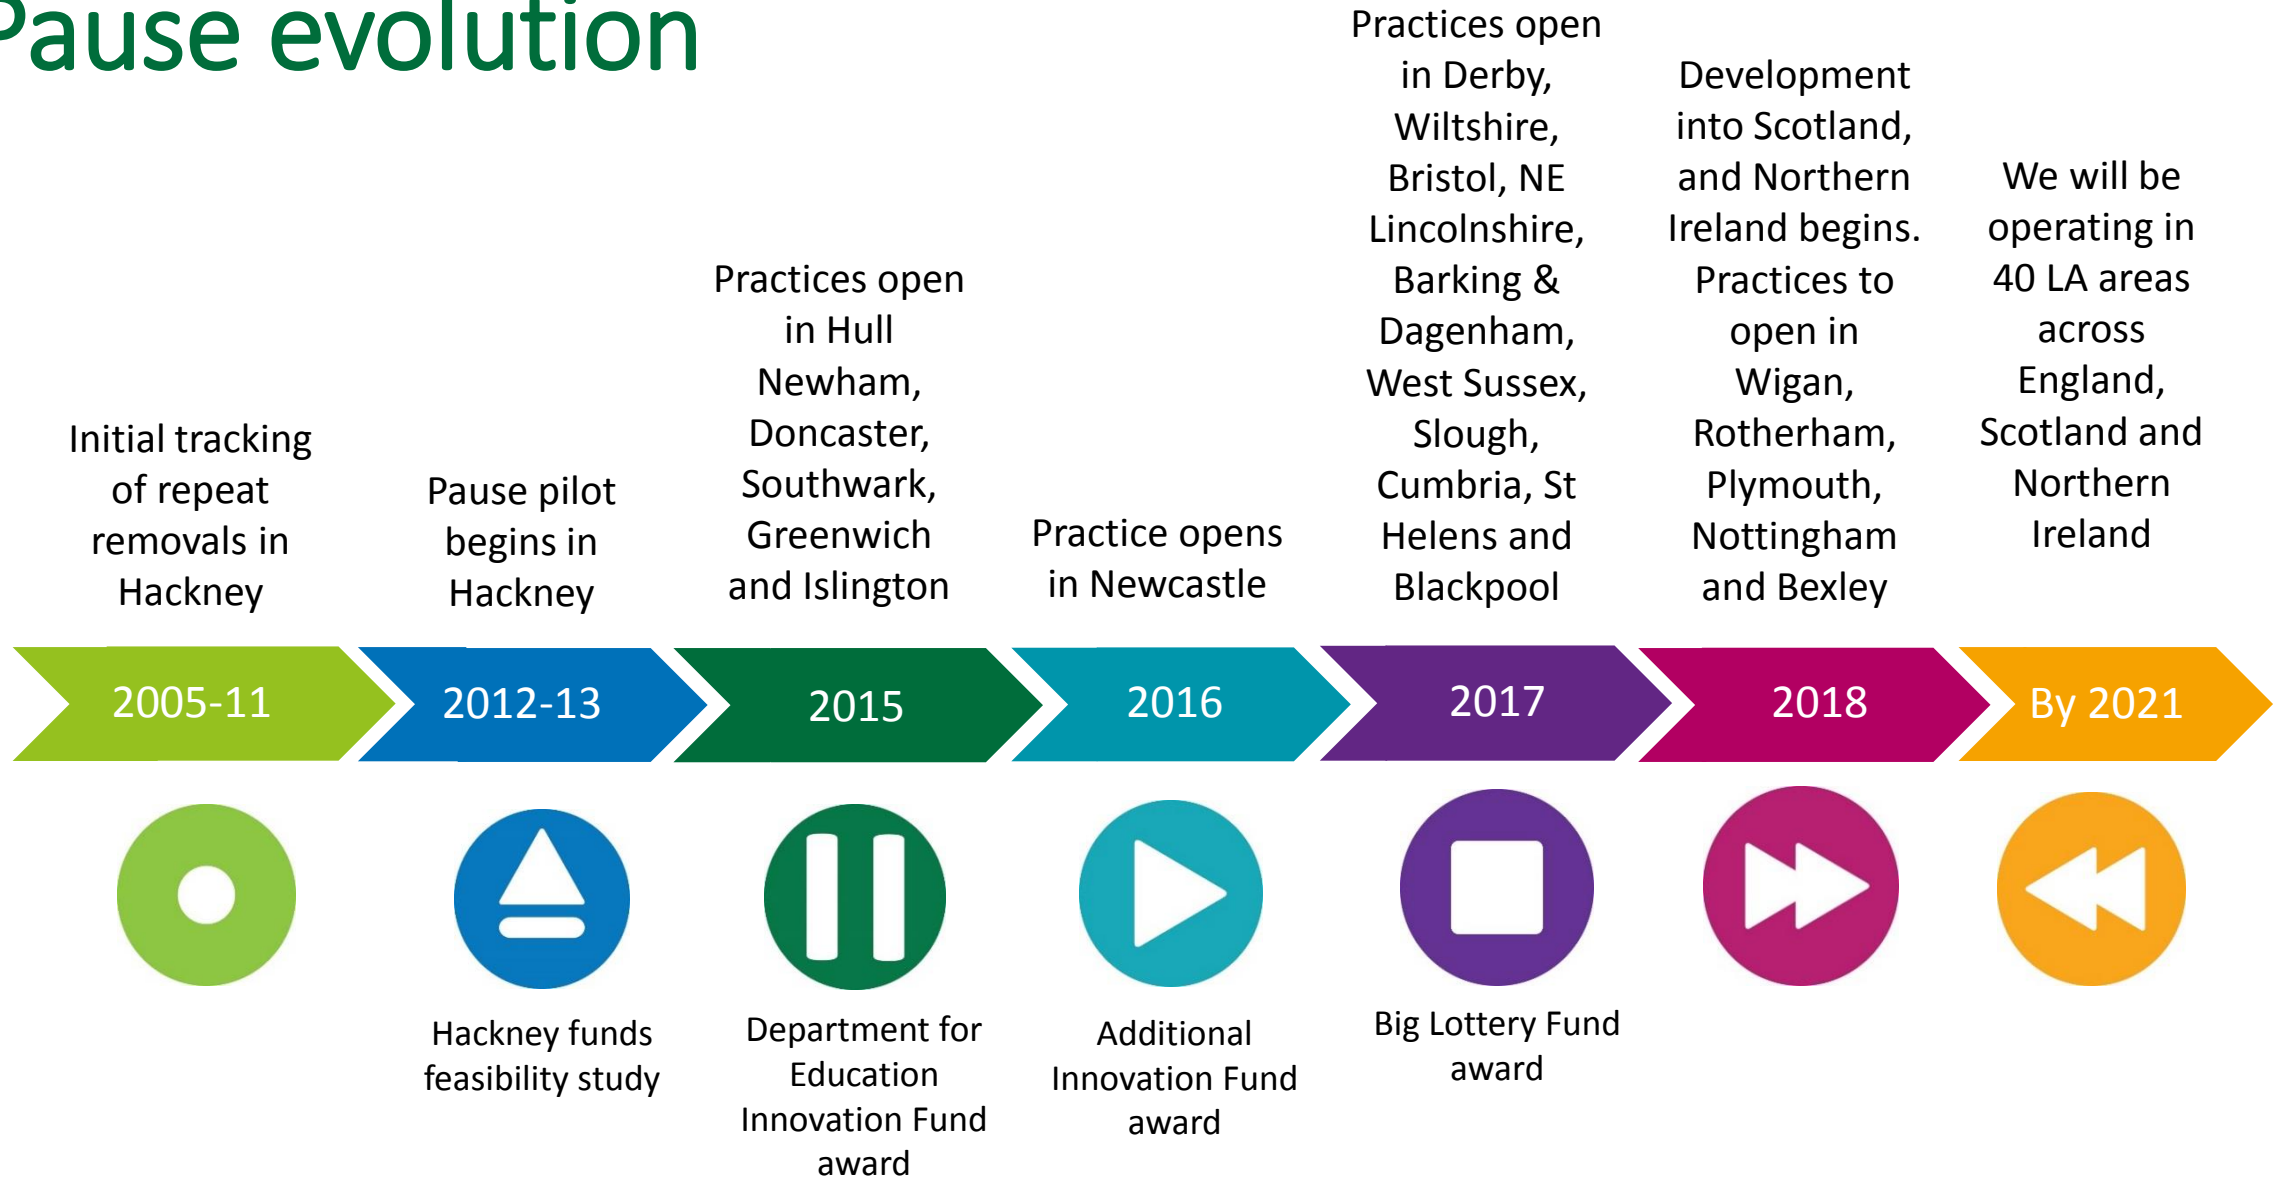 Pause evolution
Initial tracking
of repeat
removals in
Hackney
Pause pilot
begins in
Hackney
Practices open
in Hull
Newham,
Doncaster,
Southwark,
Greenwich
and Islington
Practice opens
in Newcastle
Practices open
in Derby,
Wiltshire,
Bristol, NE
Lincolnshire,
Barking &
Dagenham,
West Sussex,
Slough,
Cumbria, St
Helens and
Blackpool
Development
into Scotland,
and Northern
Ireland begins.
Practices to
open in
Wigan,
Rotherham,
Plymouth,
Nottingham
and Bexley
We will be
operating in
40 LA areas
across
England,
Scotland and
Northern
Ireland
2005-11
2012-13
2015
2016
2017
2018
By 2021
Hackney funds
feasibility study
Department for
Education
Innovation Fund
award
Additional
Innovation Fund
award
Big Lottery Fund
award